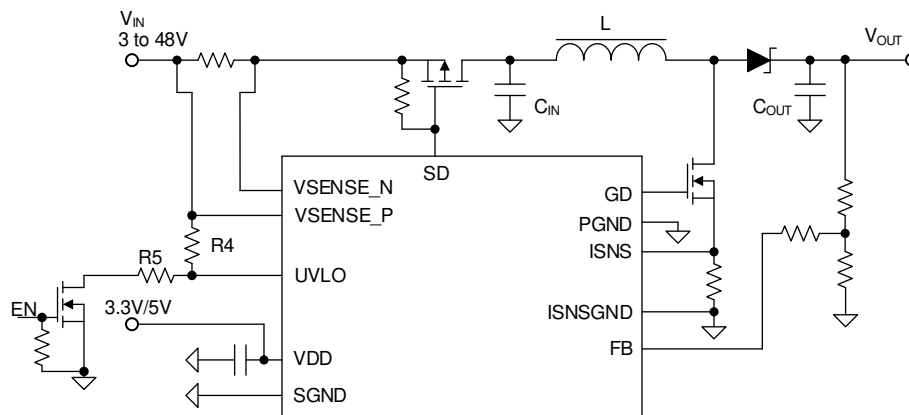 VIN
3 to 48V
L
VOUT
CIN
COUT
SD
VSENSE_N
GD
VSENSE_P
PGND
R4
R5
ISNS
UVLO
EN
3.3V/5V
ISNSGND
VDD
FB
SGND